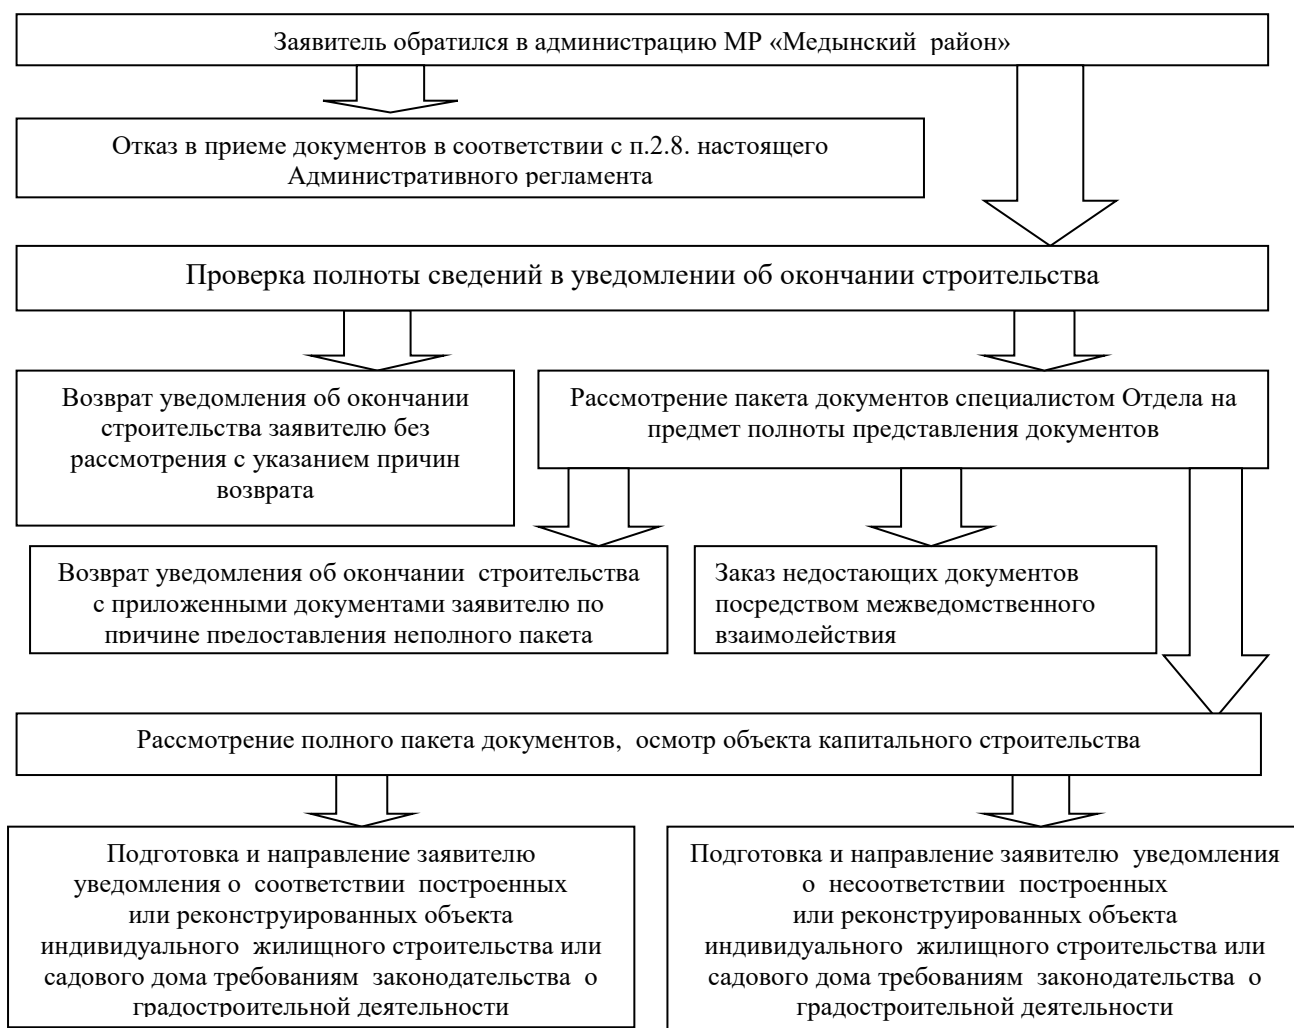 Заявитель обратился в администрацию МР «Медынский район»
Отказ в приеме документов в соответствии с п.2.8. настоящего
Административного регламента
Проверка полноты сведений в уведомлении об окончании строительства
Возврат уведомления об окончании
строительства заявителю без
рассмотрения с указанием причин
возврата
Рассмотрение пакета документов специалистом Отдела на
предмет полноты представления документов
Возврат уведомления об окончании строительства
с приложенными документами заявителю по
причине предоставления неполного пакета
Заказ недостающих документов
посредством межведомственного
взаимодействия
Рассмотрение полного пакета документов, осмотр объекта капитального строительства
Подготовка и направление заявителю
уведомления о соответствии построенных
или реконструированных объекта
индивидуального жилищного строительства или
садового дома требованиям законодательства о
градостроительной деятельности
Подготовка и направление заявителю уведомления
о несоответствии построенных
или реконструированных объекта
индивидуального жилищного строительства или
садового дома требованиям законодательства о
градостроительной деятельности